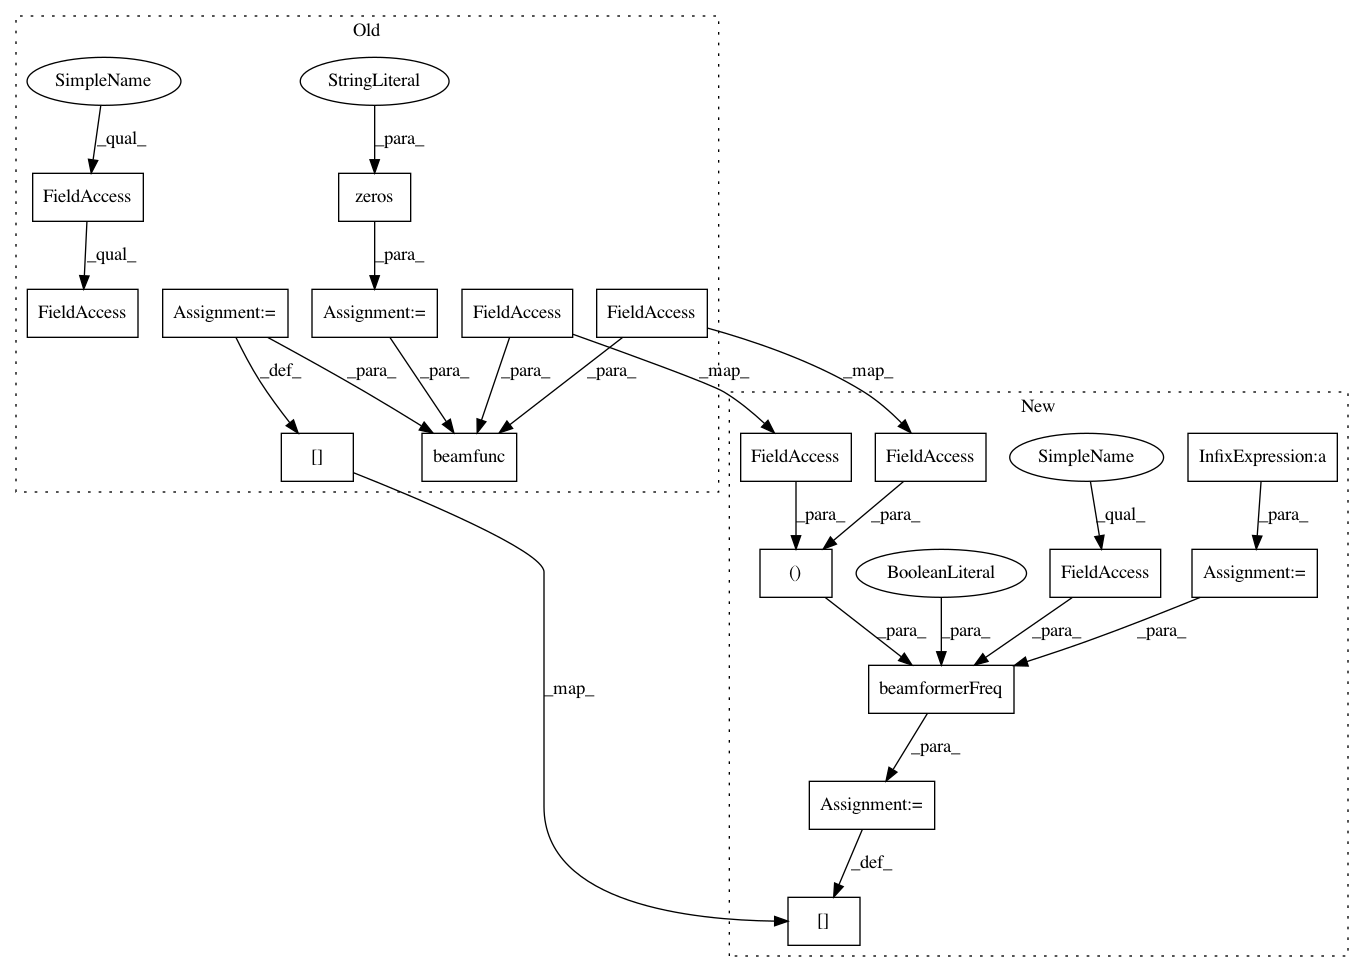 Old
SimpleName
StringLiteral
_qual_
_para_
FieldAccess
zeros
_qual_
_para_
FieldAccess
Assignment:=
Assignment:=
FieldAccess
FieldAccess
_def_
_para_
_para_
_para_
_para_
_map_
_map_
New
[]
beamfunc
FieldAccess
FieldAccess
SimpleName
InfixExpression:a
_para_
_para_
_qual_
_para_
()
BooleanLiteral
FieldAccess
Assignment:=
_para_
_para_
_para_
_para_
_map_
beamformerFreq
_para_
Assignment:=
_def_
[]